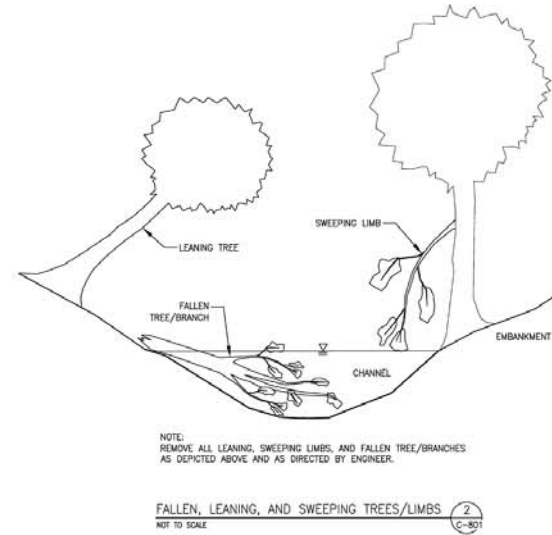 SWEEPING LIMB
LEANING TREE
FALLEN
TREE/BRANCH
EMBANKMENT
CHANNEL
NOTE:
REMOVE ALL LEANING, SWEEPING LIMBS, AND FALLEN TREE/BRANCHES
AS DEPICTED ABOVE AND AS DIRECTED BY ENGINEER.
FALLEN, LEANING, AND SWEEPING TREES/LIMBS
2
NOT TO SCALE
C-801